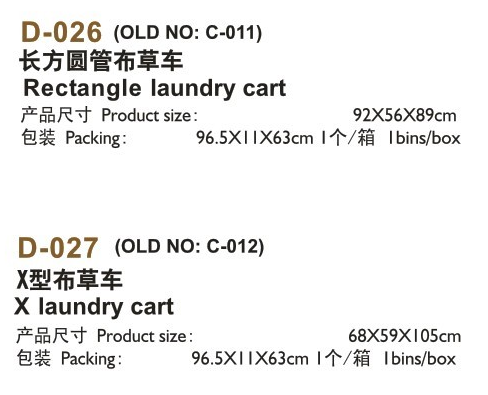 D-026 (OLD NO: C-011)
长方圆管布草车
Rectangle laundry cart
产品尺寸 Product size: 92X56X89cm
包装 Packing: 96.5X11X63cm 1个/箱 1bins/box
D-027 (OLD NO: C-012)
X型布草车
X laundry cart
产品尺寸 Product size: 68X59X105cm
包装 Packing: 96.5X11X63cm 1个/箱 1bins/box